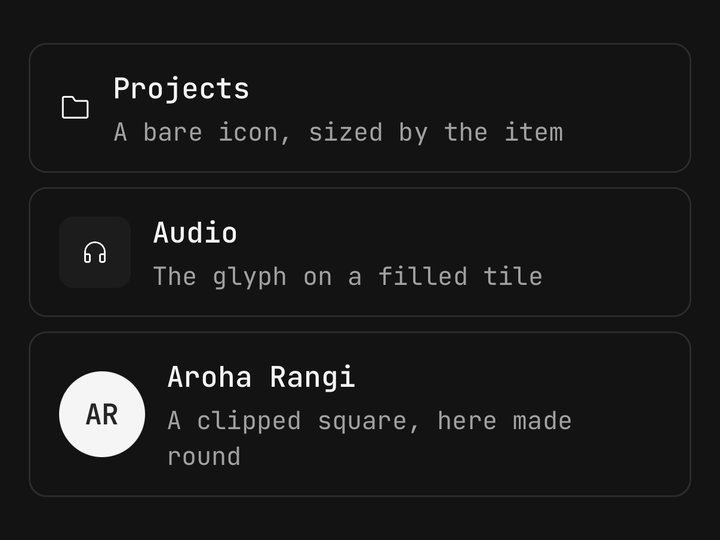 Projects
A bare icon, sized by the item
Audio
The glyph on a filled tile
AR
Aroha Rangi
A clipped square, here made
round